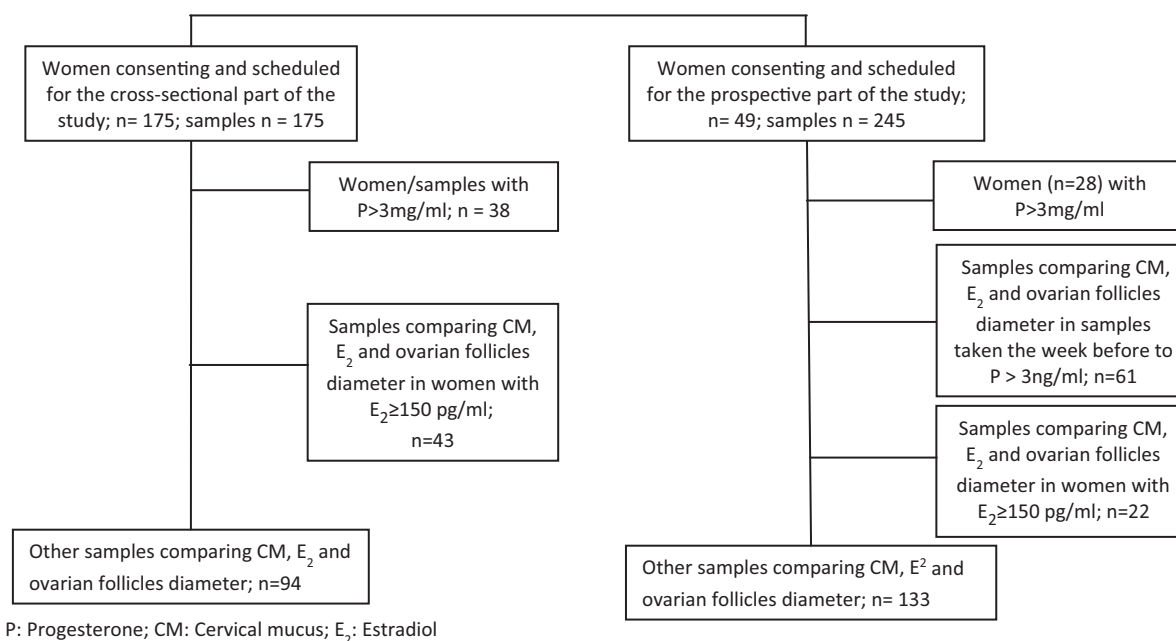 Women consenting and scheduled
for the cross-sectional part of the
study; n= 175; samples n = 175
Women/samples with
P>3mg/ml; n = 38
Samples comparing CM,
E₂ and ovarian follicles
diameter in women with
E₂≥150 pg/ml;
n=43
Other samples comparing CM, E₂ and
ovarian follicles diameter; n=94
Women consenting and scheduled
for the prospective part of the study;
n= 49; samples n = 245
Women (n=28) with
P>3mg/ml
Samples comparing CM,
E₂ and ovarian follicles
diameter in samples
taken the week before to
P > 3ng/ml; n=61
Samples comparing CM,
E₂ and ovarian follicles
diameter in women with
E₂≥150 pg/ml; n=22
Other samples comparing CM, E² and
ovarian follicles diameter; n= 133
P: Progesterone; CM: Cervical mucus; E₂: Estradiol